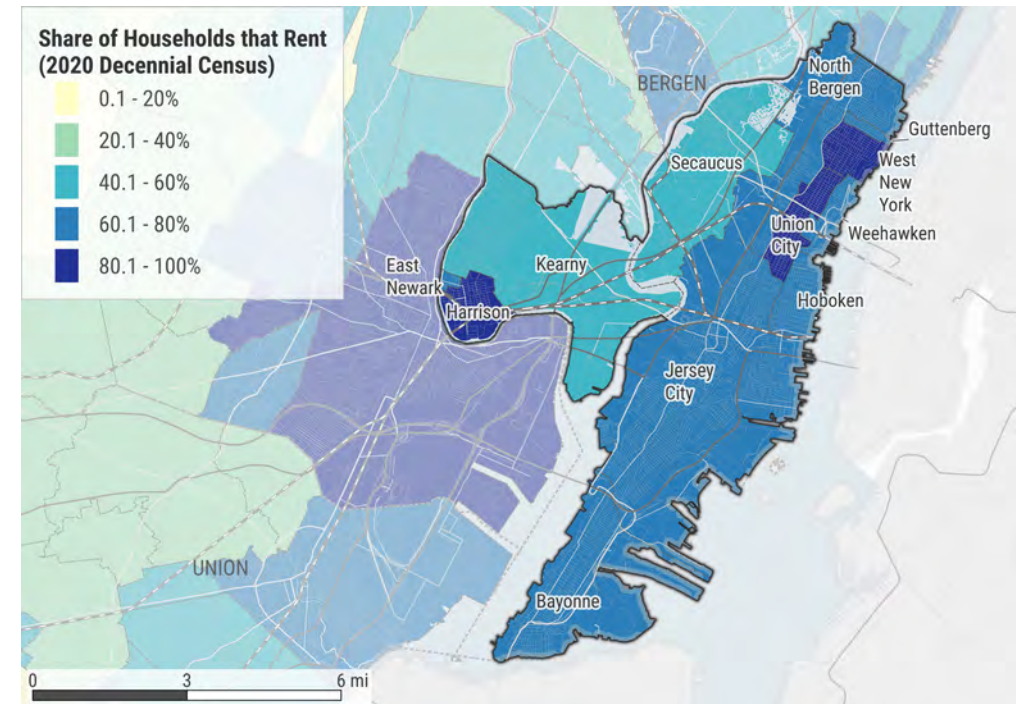 Share of Households that Rent
(2020 Decennial Census)
0.1 - 20%
20.1 - 40%
40.1 - 60%
60.1 - 80%
80.1 - 100%
BERGEN
North
Bergen
Guttenberg
Secaucus
West
New
York
Union
City
Weehawken
East
Newark
Kearny
Harrison
Hoboken
Jersey
City
UNION
Bayonne
0
3
6 mi